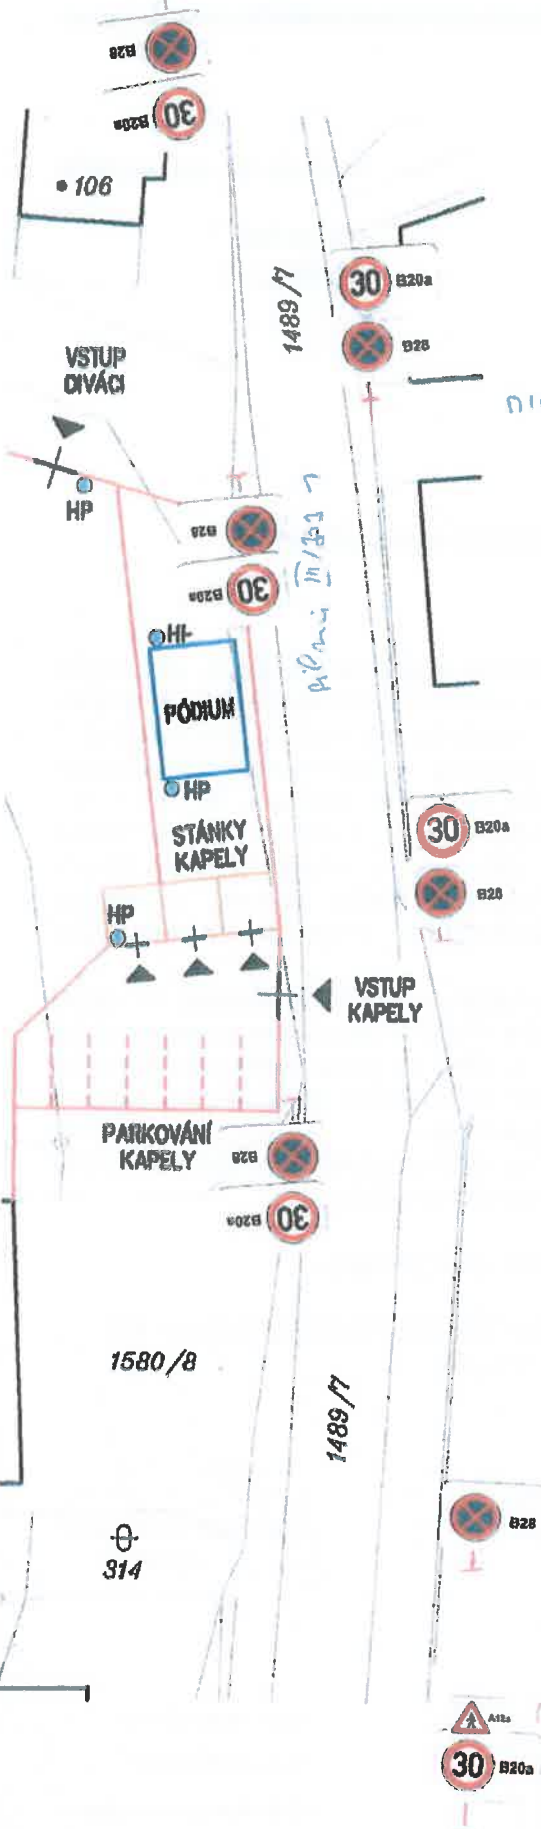 B28
30 B20a
106
1489/7
30 B20a
B28
VSTUP
DIVÁCI
HP
B28
30 B20a
PÓDIUM
HP
STÁNKY
KAPELY
30 B20a
B28
HP
VSTUP
KAPELY
PARKOVÁNÍ
KAPELY
B28
30 B20a
1580/8
1489/7
B28
314
A12a
30 B20a